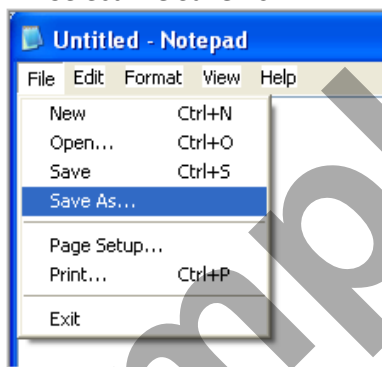 Untitled - Notepad
File Edit Format View Help
New Ctrl+N
Open... Ctrl+O
Save Ctrl+S
Save As...
Page Setup...
Print... Ctrl+P
Exit